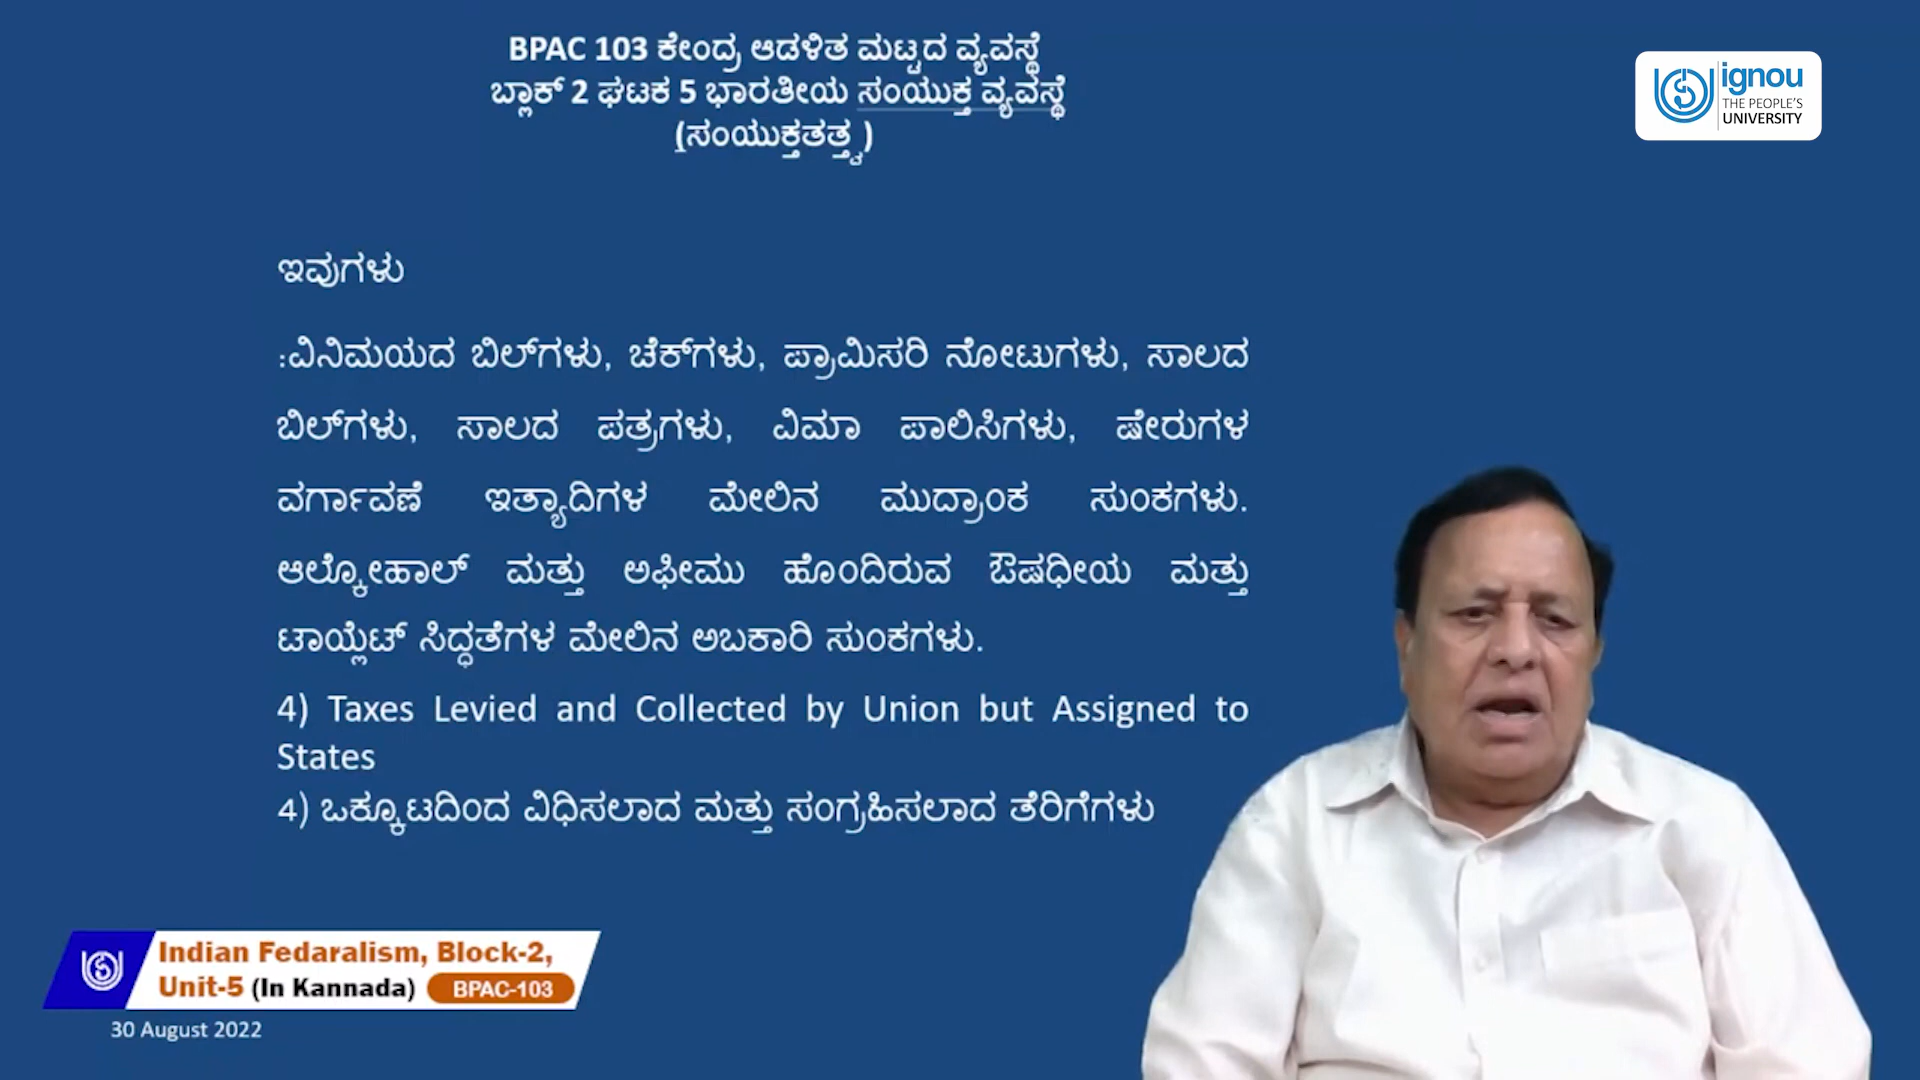 BPAC 103 ಕೇಂದ್ರ ಆಡಳಿತ ಮಟ್ಟದ ವ್ಯವಸ್ಥೆ
ಬ್ಲಾಕ್ 2 ಘಟಕ 5 ಭಾರತೀಯ ಸಂಯುಕ್ತ ವ್ಯವಸ್ಥೆ
(ಸಂಯುಕ್ತತತ್ತ್ವ)
ignou
THE PEOPLE'S
UNIVERSITY
ಇವುಗಳು
:ವಿನಿಮಯದ ಬಿಲ್‌ಗಳು, ಚೆಕ್‌ಗಳು, ಪ್ರಾಮಿಸರಿ ನೋಟುಗಳು, ಸಾಲದ
ಬಿಲ್‌ಗಳು, ಸಾಲದ ಪತ್ರಗಳು, ವಿಮಾ ಪಾಲಿಸಿಗಳು, ಷೇರುಗಳ
ವರ್ಗಾವಣೆ ಇತ್ಯಾದಿಗಳ ಮೇಲಿನ ಮುದ್ರಾಂಕ ಸುಂಕಗಳು.
ಆಲ್ಕೋಹಾಲ್ ಮತ್ತು ಅಫೀಮು ಹೊಂದಿರುವ ಔಷಧೀಯ ಮತ್ತು
ಟಾಯ್ಲೆಟ್ ಸಿದ್ಧತೆಗಳ ಮೇಲಿನ ಅಬಕಾರಿ ಸುಂಕಗಳು.
4) Taxes Levied and Collected by Union but Assigned to
States
4) ಒಕ್ಕೂಟದಿಂದ ವಿಧಿಸಲಾದ ಮತ್ತು ಸಂಗ್ರಹಿಸಲಾದ ತೆರಿಗೆಗಳು
Indian Fedaralism, Block-2,
Unit-5 (In Kannada) BPAC-103
30 August 2022